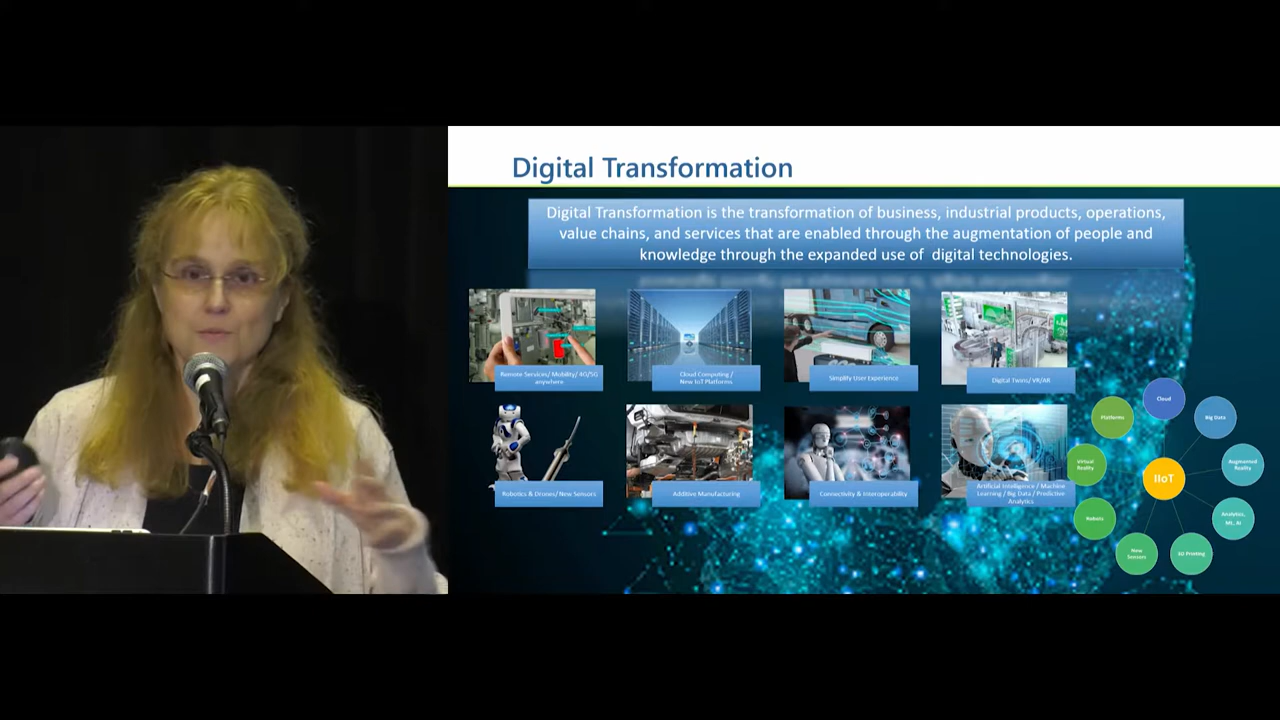 Digital Transformation
Digital Transformation is the transformation of business, industrial products, operations,
value chains, and services that are enabled through the augmentation of people and
knowledge through the expanded use of digital technologies.
Remote Services/ Mobility/ 4G/5G
anywhere
Cloud Computing /
New IoT Platforms
Simplify User Experience
Digital Twins/ VR/AR
Robotics & Drones/New Sensors
Additive Manufacturing
Connectivity & Interoperability
Artificial Intelligence / Machine
Learning / Big Data / Predictive
Analytics
Cloud
Big Data
Augmented
Reality
Analytics,
ML, AI
3D Printing
New
Sensors
Robots
Virtual
Reality
Platforms
IIoT